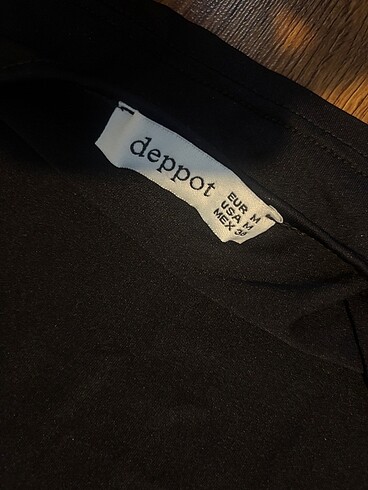 deppot
EUR M
USA M
MEX 38